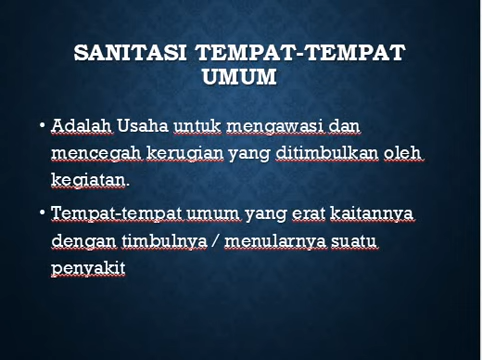 SANITASI TEMPAT-TEMPAT
UMUM
• Adalah Usaha untuk mengawasi dan
mencegah kerugian yang ditimbulkan oleh
kegiatan.
• Tempat-tempat umum yang erat kaitannya
dengan timbulnya / menularnya suatu
penyakit